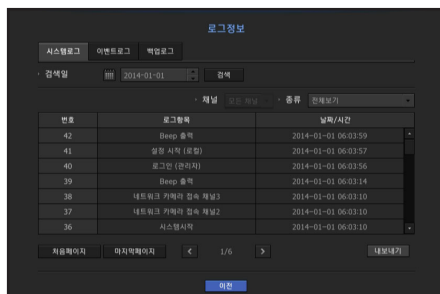 로그정보
시스템로그 이벤트로그 백업로그
· 검색일 2014-01-01 검색
· 채널 모든 채널 · 종류 전체보기
번호 로그항목 날짜/시간
42 Beep 출력 2014-01-01 06:03:59
41 설정 시작 (로컬) 2014-01-01 06:03:57
40 로그인 (관리자) 2014-01-01 06:03:56
39 Beep 출력 2014-01-01 06:03:14
38 네트워크 카메라 접속 채널3 2014-01-01 06:03:10
37 네트워크 카메라 접속 채널2 2014-01-01 06:03:10
36 시스템시작 2014-01-01 06:03:10
처음페이지 마지막페이지 < 1/6 > 내보내기
이전